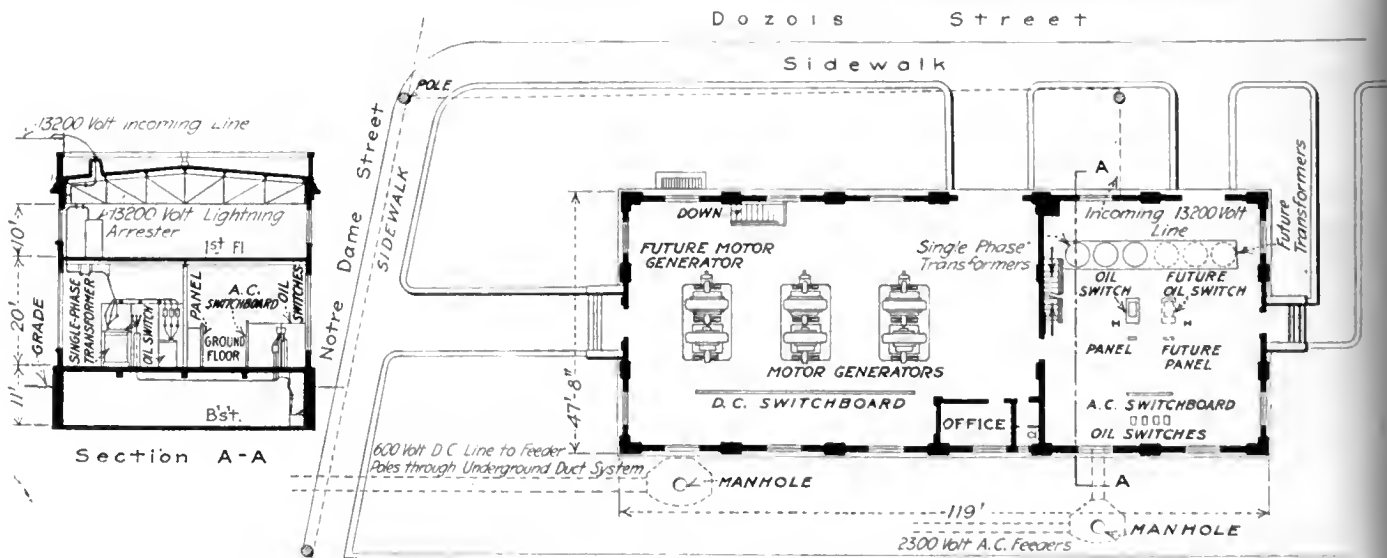 Dozois Street
Sidewalk
POLE
Notre Dame Street
SIDEWALK
13200 Volt Incoming Line
13200 Volt Lightning
Arrester
1st Fl
10'
20'
11'
GRADE
SINGLE-PHASE
TRANSFORMER
OIL SWITCH
PANEL
A.C.
SWITCHBOARD
OIL
SWITCHES
GROUND
FLOOR
B's't.
Section A-A
DOWN
FUTURE MOTOR
GENERATOR
MOTOR GENERATORS
D.C. SWITCHBOARD
OFFICE
47'-8"
A
Incoming 13200 Volt
Line
Single Phase
Transformers
Future
Transformers
OIL
SWITCH
FUTURE
OIL SWITCH
PANEL
FUTURE
PANEL
A.C. SWITCHBOARD
OIL SWITCHES
A
600 Volt D C Line to Feeder
Poles through Underground Duct System
MANHOLE
119'
MANHOLE
2300 Volt A.C. Feeders